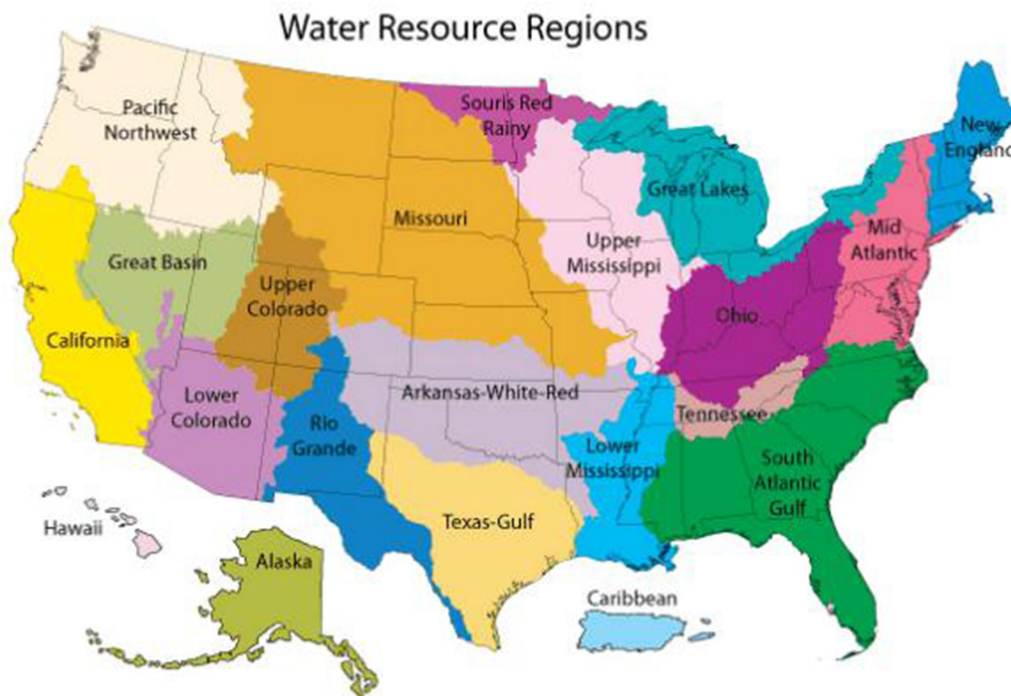 Water Resource Regions
Pacific
Northwest
Souris Red
Rainy
New
England
Great Lakes
Missouri
Mid
Atlantic
Great Basin
Upper
Mississippi
Upper
Colorado
Ohio
California
Lower
Colorado
Arkansas-White-Red
Tennessee
Rio
Grande
Lower
Mississippi
South
Atlantic
Gulf
Texas-Gulf
Hawaii
Alaska
Caribbean